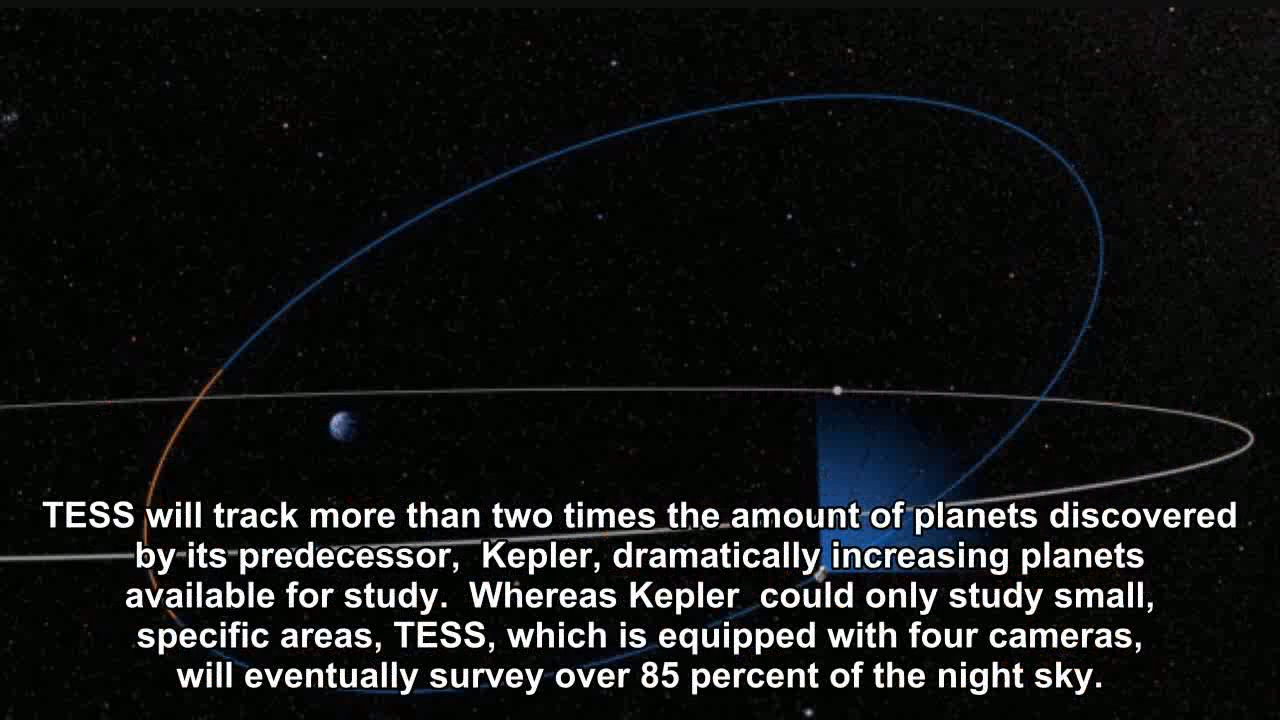 TESS will track more than two times the amount of planets discovered
by its predecessor,  Kepler, dramatically increasing planets
available for study.  Whereas Kepler  could only study small,
specific areas, TESS, which is equipped with four cameras,
will eventually survey over 85 percent of the night sky.